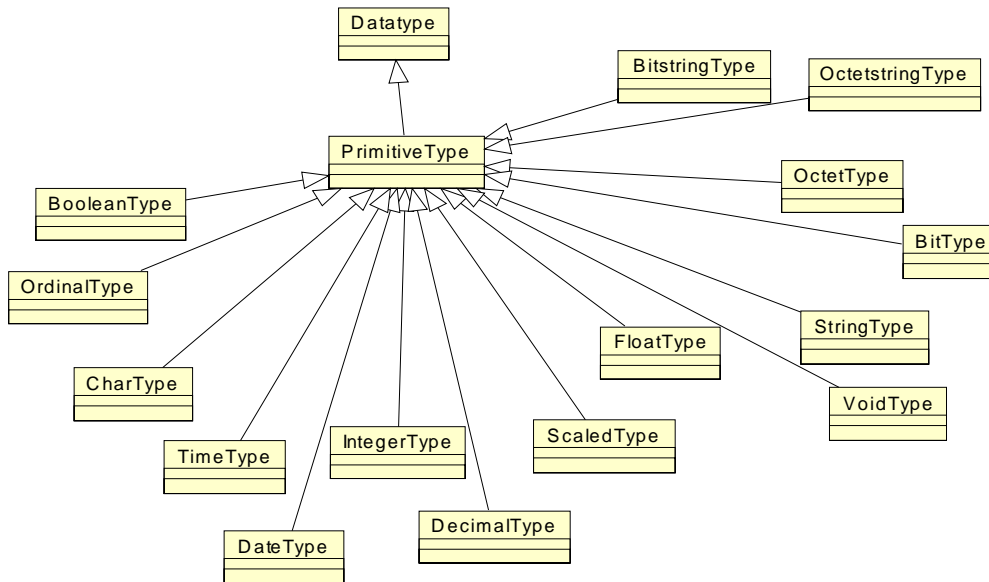 Datatype
BitstringType
OctetstringType
PrimitiveType
OctetType
BooleanType
BitType
OrdinalType
StringType
FloatType
CharType
VoidType
ScaledType
IntegerType
TimeType
DecimalType
DateType